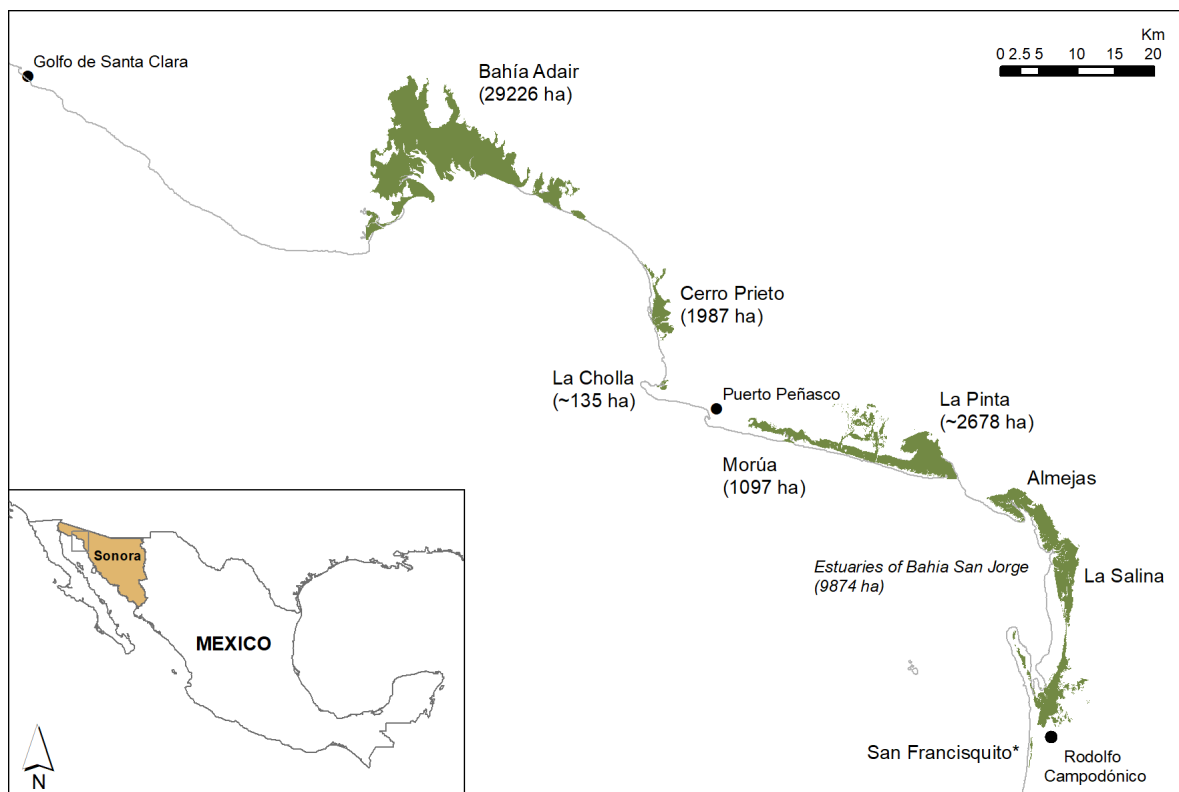 Km
0 2.5 5 10 15 20
Golfo de Santa Clara
Bahía Adair
(29226 ha)
Cerro Prieto
(1987 ha)
La Cholla
(~135 ha)
Puerto Peñasco
La Pinta
(~2678 ha)
Morúa
(1097 ha)
Almejas
Estuaries of Bahia San Jorge
(9874 ha)
La Salina
San Francisquito*
Rodolfo
Campodónico
Sonora
MEXICO
N